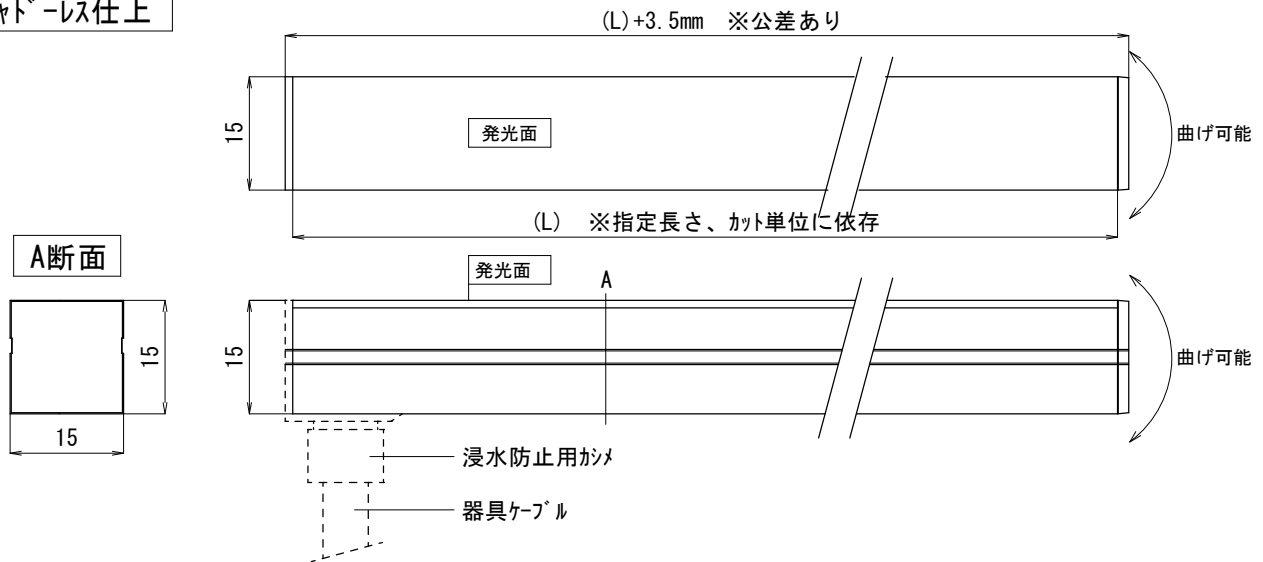 ャドーレス仕上
(L)+3.5mm ※公差あり
15
発光面
曲げ可能
(L) ※指定長さ、カット単位に依存
A断面
発光面
A
15
15
曲げ可能
15
浸水防止用カシメ
器具ケーブル